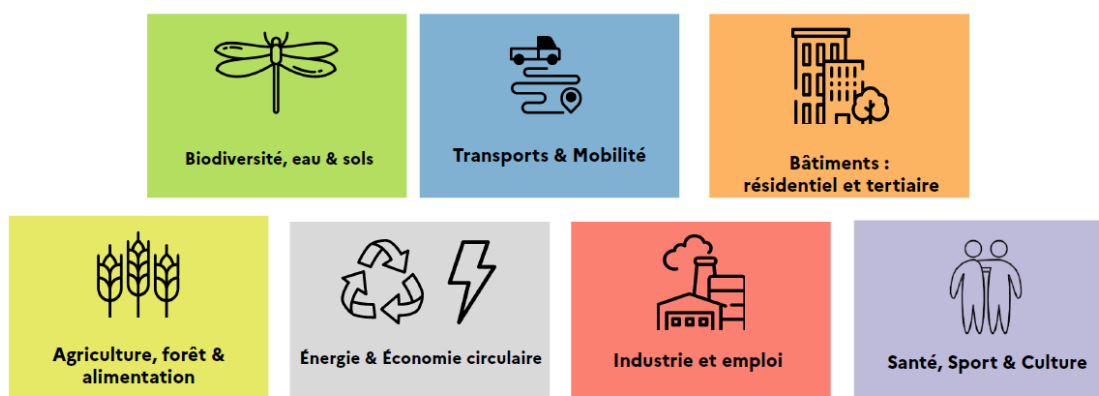 Biodiversité, eau & sols
Transports & Mobilité
Bâtiments :
résidentiel et tertiaire
Agriculture, forêt &
alimentation
Énergie & Économie circulaire
Industrie et emploi
Santé, Sport & Culture